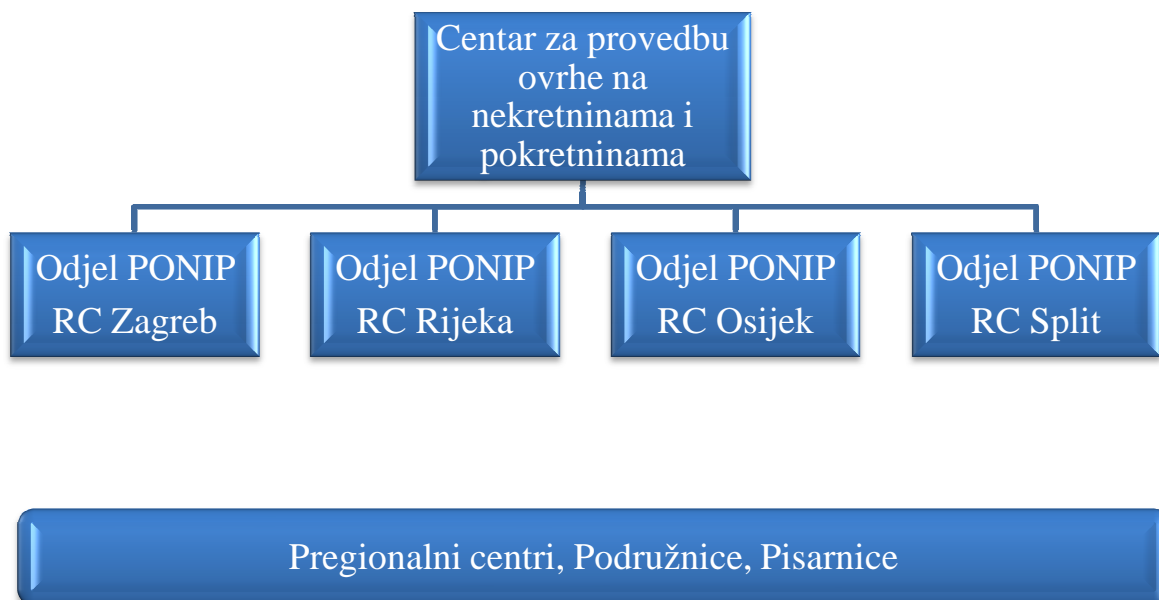 Centar za provedbu
ovrhe na
nekretninama i
pokretninama
Odjel PONIP
RC Zagreb
Odjel PONIP
RC Rijeka
Odjel PONIP
RC Osijek
Odjel PONIP
RC Split
Pregionalni centri, Podružnice, Pisarnice